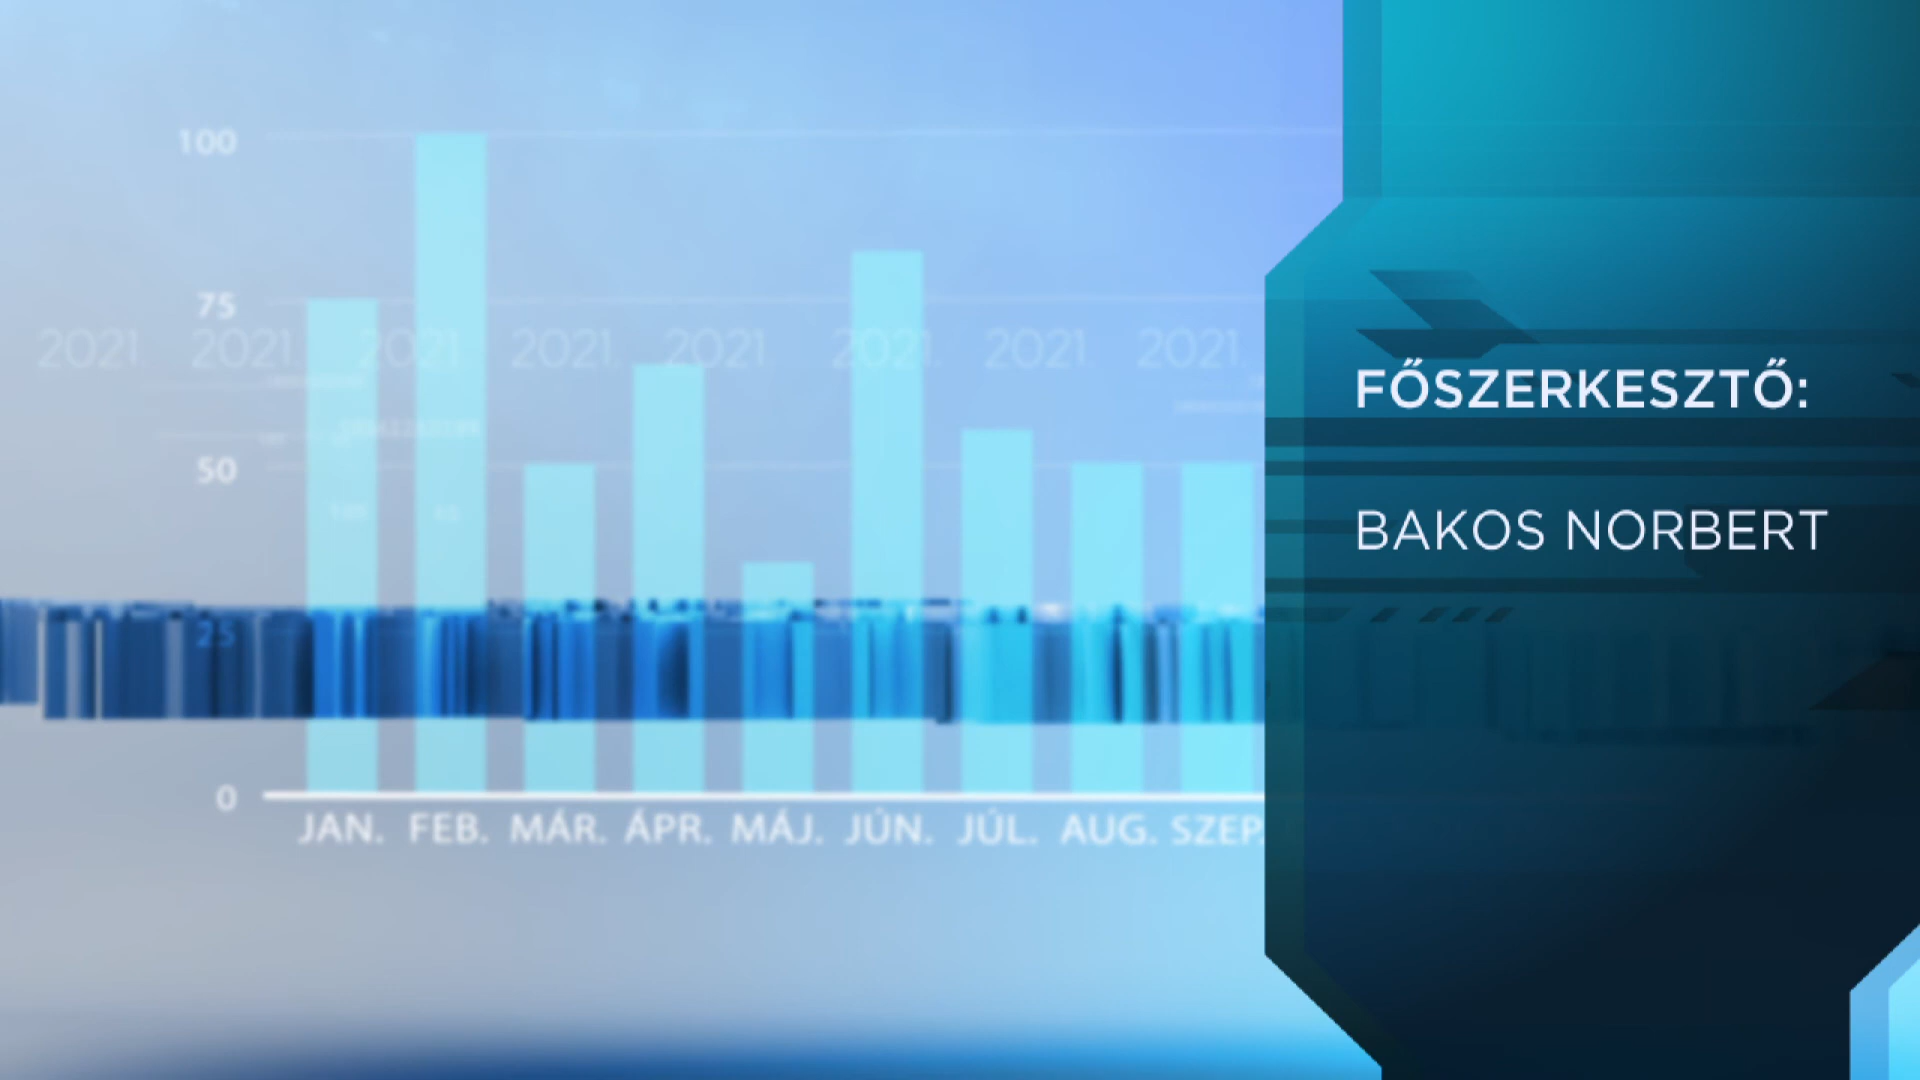 100
75
2021. 2021. 2021. 2021. 2021. 2021. 2021. 2021.
50
25
0
JAN. FEB. MÁR. ÁPR. MÁJ. JÚN. JÚL. AUG. SZEP.
FŐSZERKESZTŐ:
BAKOS NORBERT